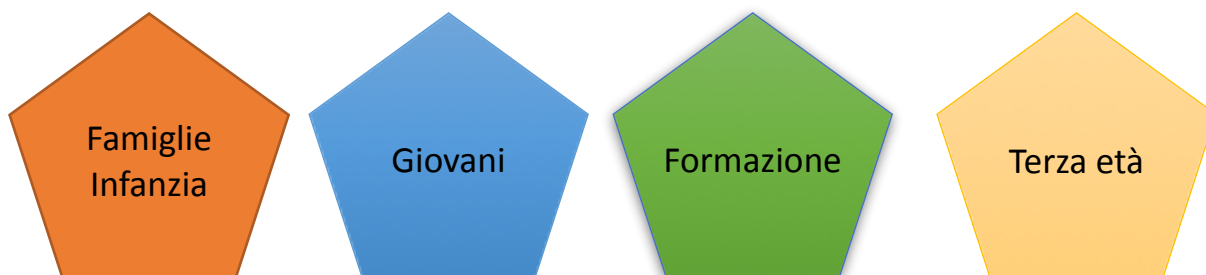 Famiglie
Infanzia
Giovani
Formazione
Terza età